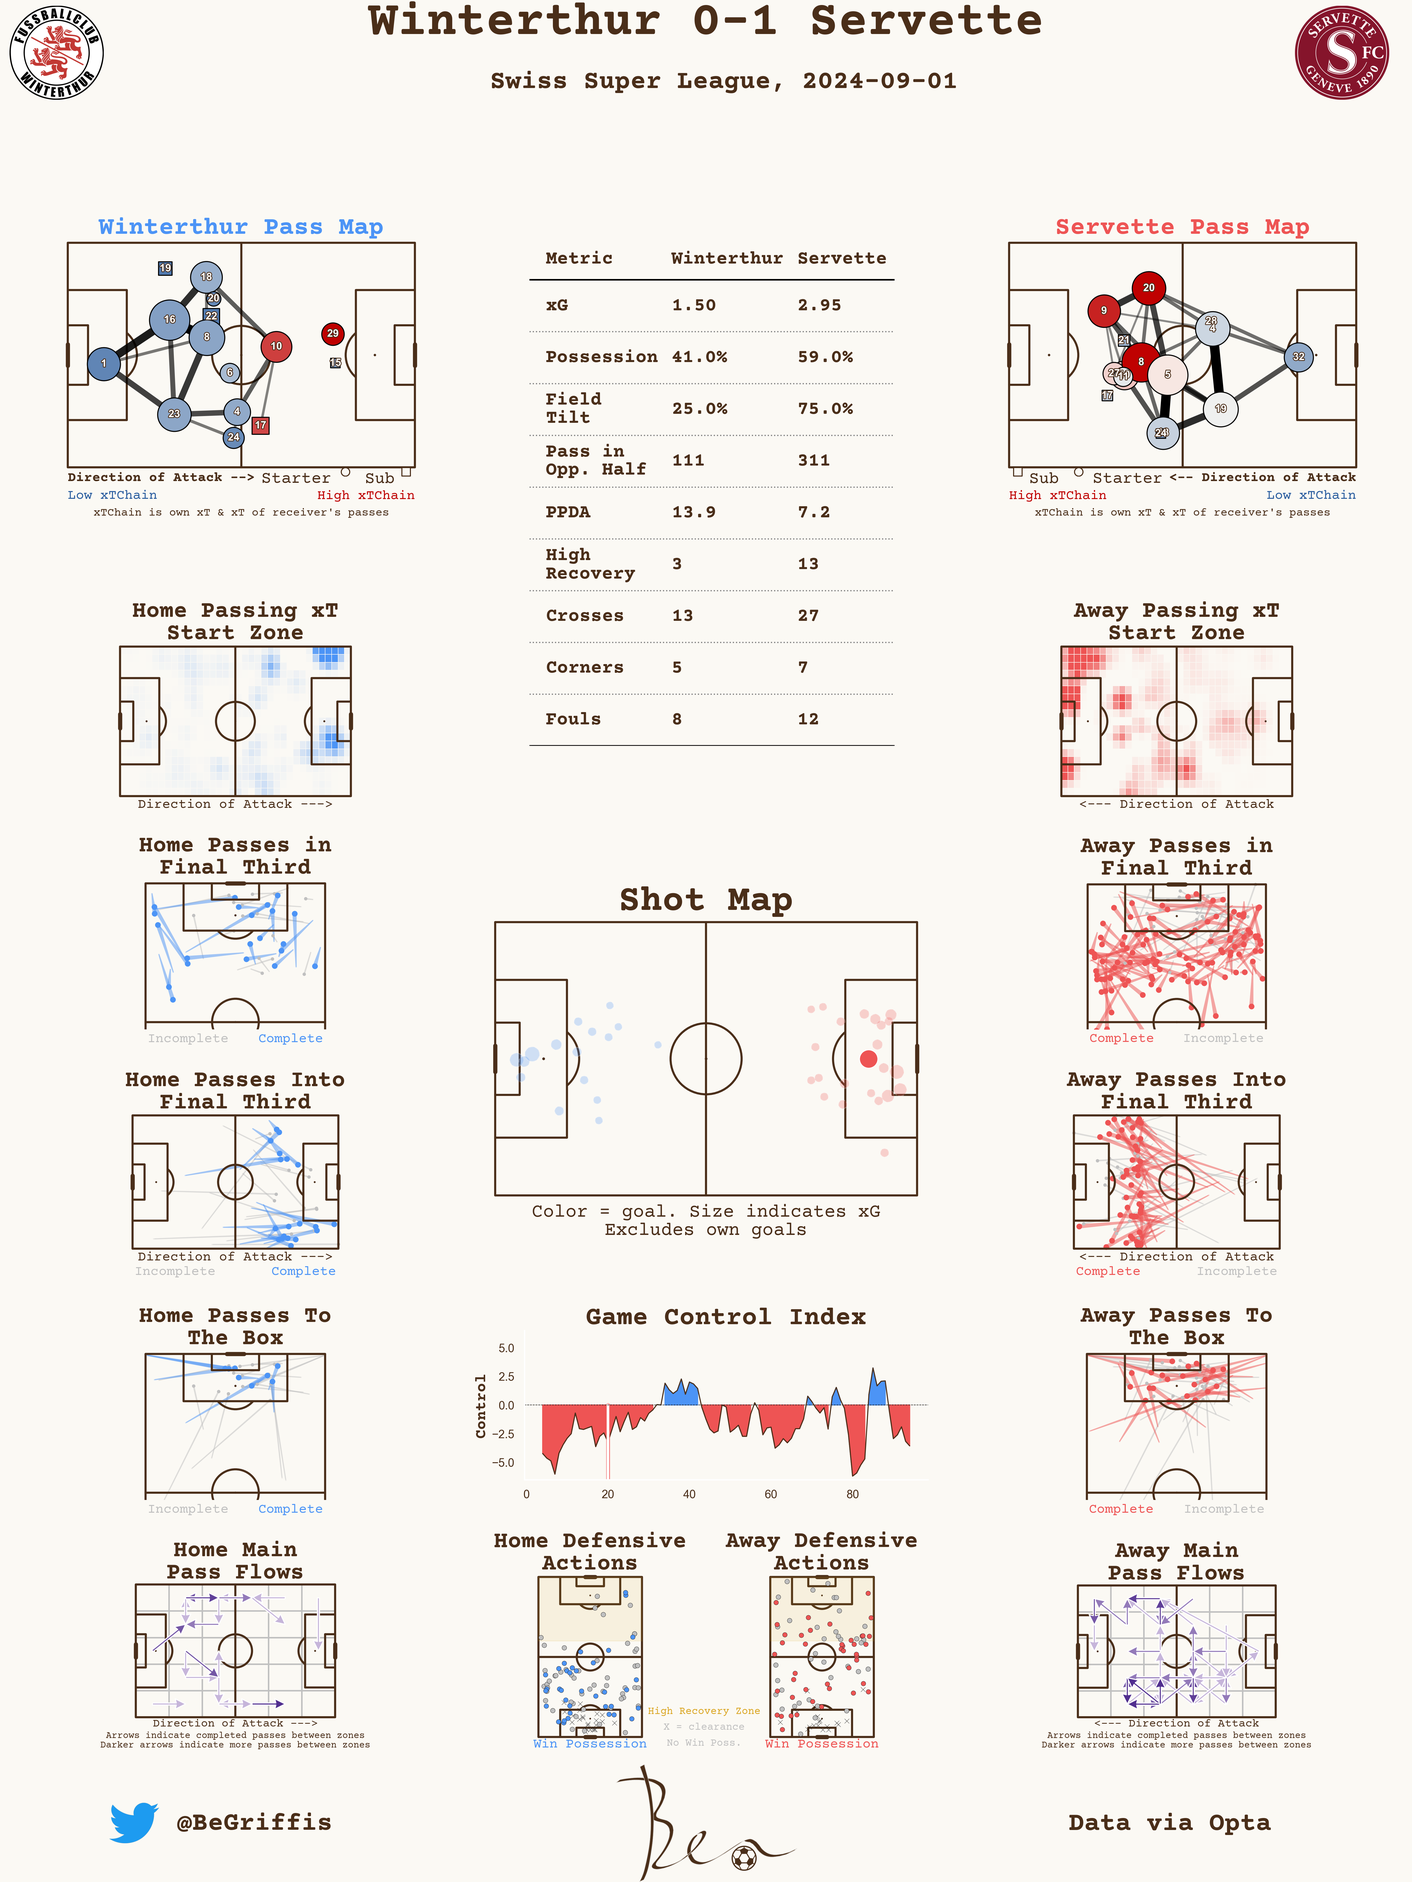 Winterthur 0-1 Servette
Swiss Super League, 2024-09-01
FUSSBALLCLUB
WINTERTHUR
SERVETTE
S FC
GENEVE 1890
Winterthur Pass Map
19
18
20
16
22
8
10
29
1
6
15
23
4
17
24
Direction of Attack --> Starter Sub
Low xTChain High xTChain
xTChain is own xT & xT of receiver's passes
Metric Winterthur Servette
xG 1.50 2.95
Possession 41.0% 59.0%
Field
Tilt 25.0% 75.0%
Pass in
Opp. Half 111 311
PPDA 13.9 7.2
High
Recovery 3 13
Crosses 13 27
Corners 5 7
Fouls 8 12
Servette Pass Map
20
9
28
4
21
32
8
27
11
5
17
19
24
Sub Starter <-- Direction of Attack
High xTChain Low xTChain
xTChain is own xT & xT of receiver's passes
Home Passing xT
Start Zone
Direction of Attack --->
Away Passing xT
Start Zone
<--- Direction of Attack
Home Passes in
Final Third
Incomplete Complete
Away Passes in
Final Third
Complete Incomplete
Shot Map
Color = goal. Size indicates xG
Excludes own goals
Home Passes Into
Final Third
Direction of Attack --->
Incomplete Complete
Away Passes Into
Final Third
<--- Direction of Attack
Complete Incomplete
Home Passes To
The Box
Incomplete Complete
Game Control Index
Control
5.0
2.5
0.0
−2.5
−5.0
0 20 40 60 80
Away Passes To
The Box
Complete Incomplete
Home Main
Pass Flows
Direction of Attack --->
Arrows indicate completed passes between zones
Darker arrows indicate more passes between zones
Home Defensive
Actions
Win Possession
Away Defensive
Actions
Win Possession
High Recovery Zone
X = clearance
No Win Poss.
Away Main
Pass Flows
<--- Direction of Attack
Arrows indicate completed passes between zones
Darker arrows indicate more passes between zones
@BeGriffis
Ben
Data via Opta